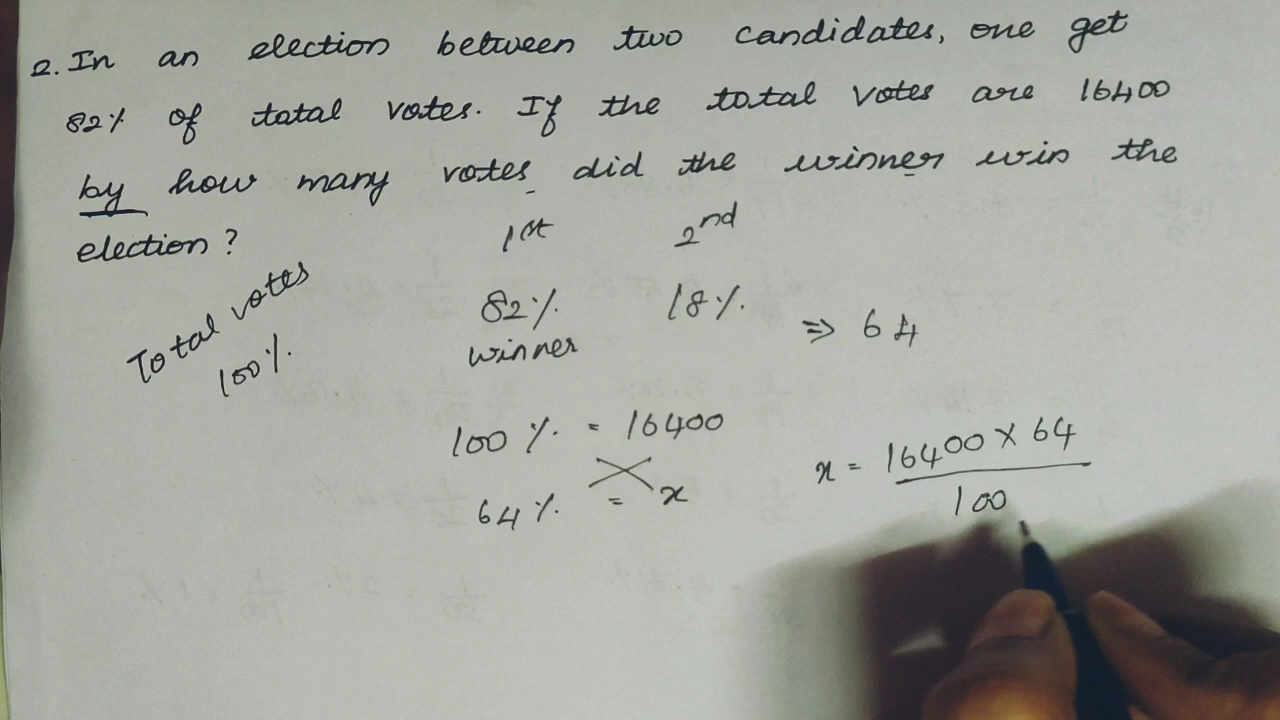 2. In an election between two candidates, one get
82% of total votes. If the total votes are 16400
by how many votes did the winner win the
election?
1st 2nd
Total votes
100%
82% 18% ⇒ 64
winner
100% = 16400
64% = x
x = 16400 × 64
100